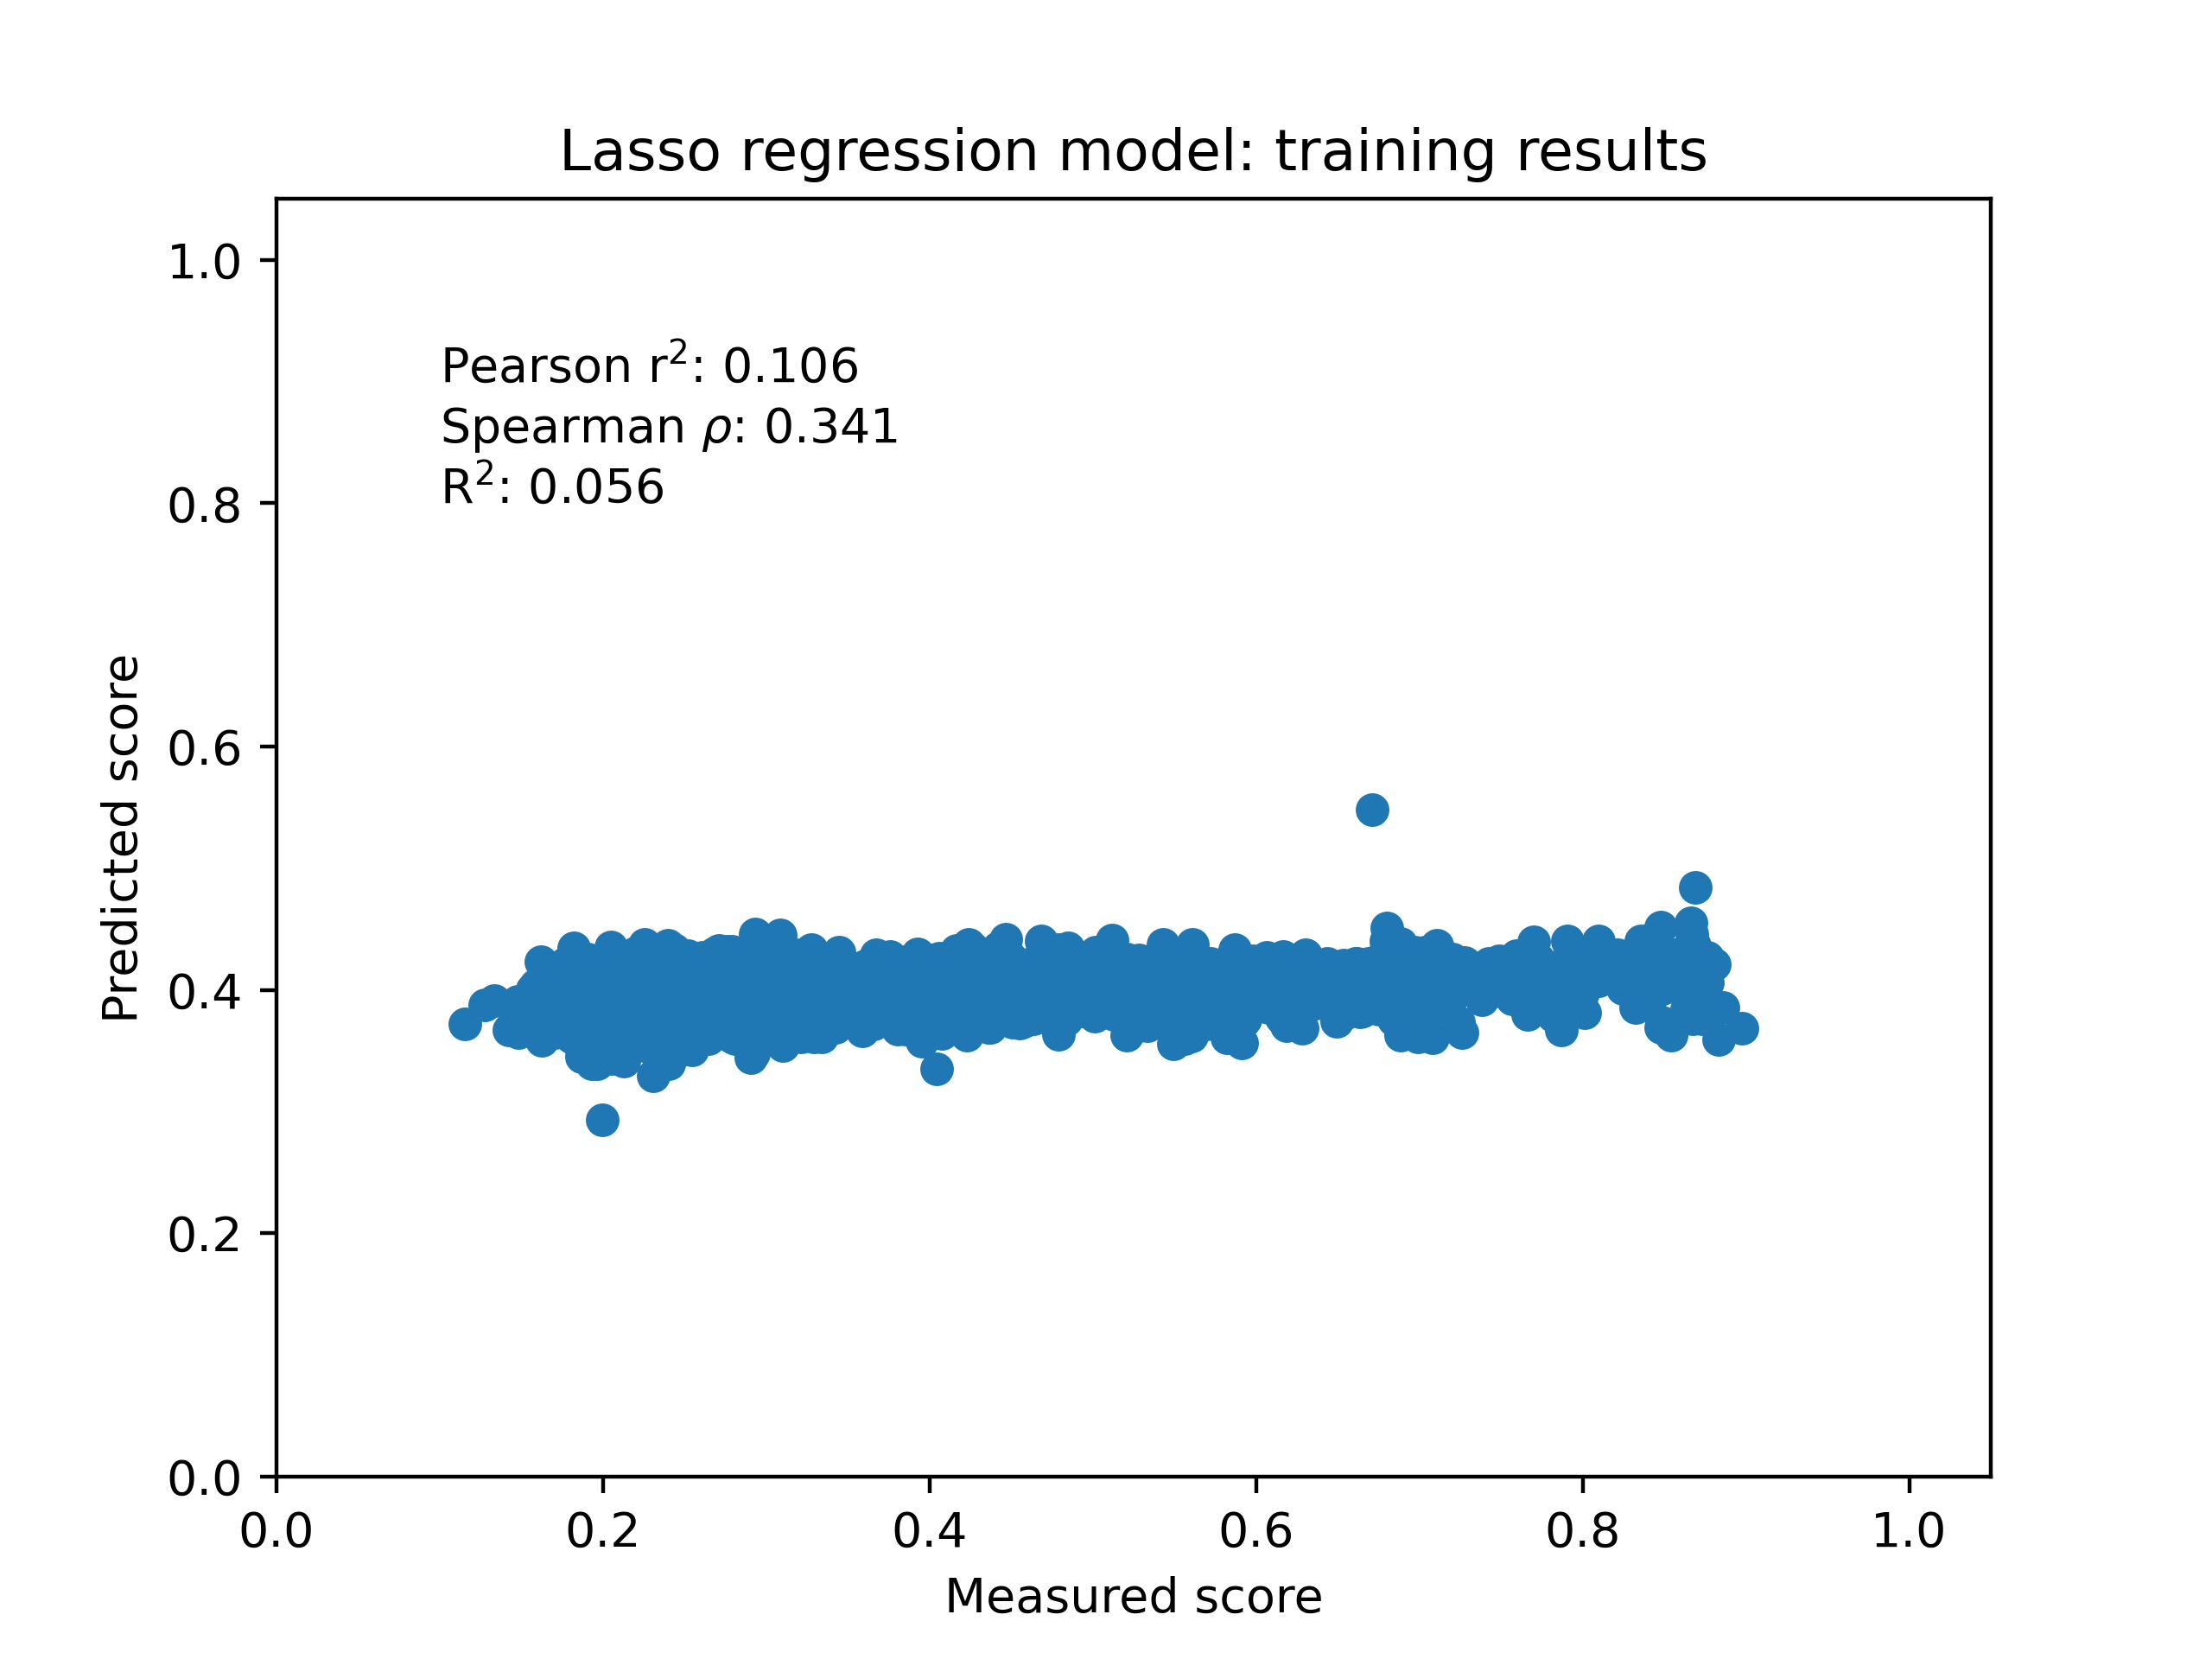 Lasso regression model: training results
1.0
Pearson r²: 0.106
Spearman ρ: 0.341
R²: 0.056
0.8
0.6
Predicted score
0.4
0.2
0.0
0.0 0.2 0.4 0.6 0.8 1.0
Measured score